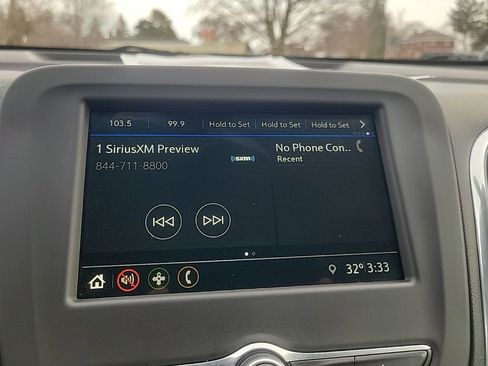 103.5 99.9 Hold to Set Hold to Set Hold to Set
1 SiriusXM Preview
844-711-8800
sxm
No Phone Con..
Recent
32° 3:33